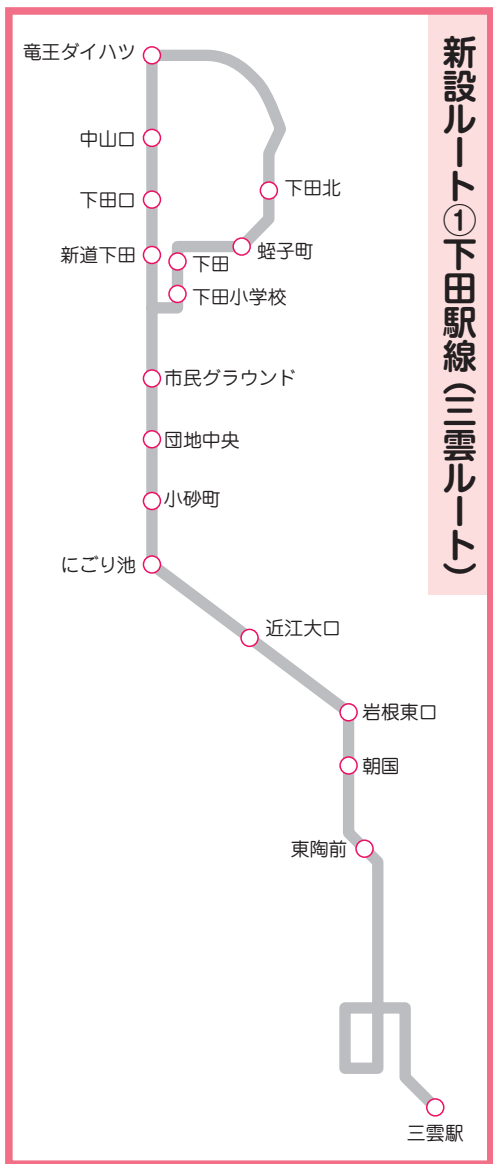 新設ルート①下田駅線（三雲ルート）
竜王ダイハツ
中山口
下田口
下田北
新道下田
蛭子町
下田
下田小学校
市民グラウンド
団地中央
小砂町
にごり池
近江大口
岩根東口
朝国
東陶前
三雲駅